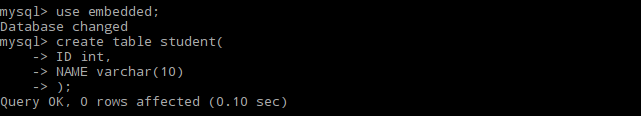 mysql> use embedded;
Database changed
mysql> create table student(
    -> ID int,
    -> NAME varchar(10)
    -> );
Query OK, 0 rows affected (0.10 sec)